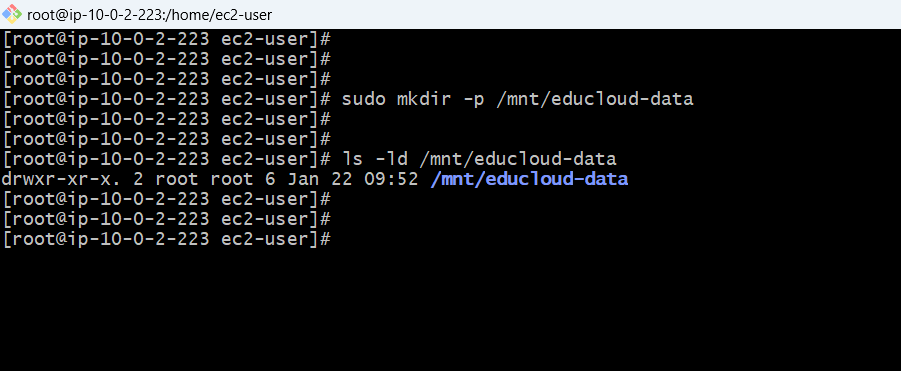 root@ip-10-0-2-223:/home/ec2-user
[root@ip-10-0-2-223 ec2-user]#
[root@ip-10-0-2-223 ec2-user]#
[root@ip-10-0-2-223 ec2-user]#
[root@ip-10-0-2-223 ec2-user]# sudo mkdir -p /mnt/educloud-data
[root@ip-10-0-2-223 ec2-user]#
[root@ip-10-0-2-223 ec2-user]#
[root@ip-10-0-2-223 ec2-user]# ls -ld /mnt/educloud-data
drwxr-xr-x. 2 root root 6 Jan 22 09:52 /mnt/educloud-data
[root@ip-10-0-2-223 ec2-user]#
[root@ip-10-0-2-223 ec2-user]#
[root@ip-10-0-2-223 ec2-user]#